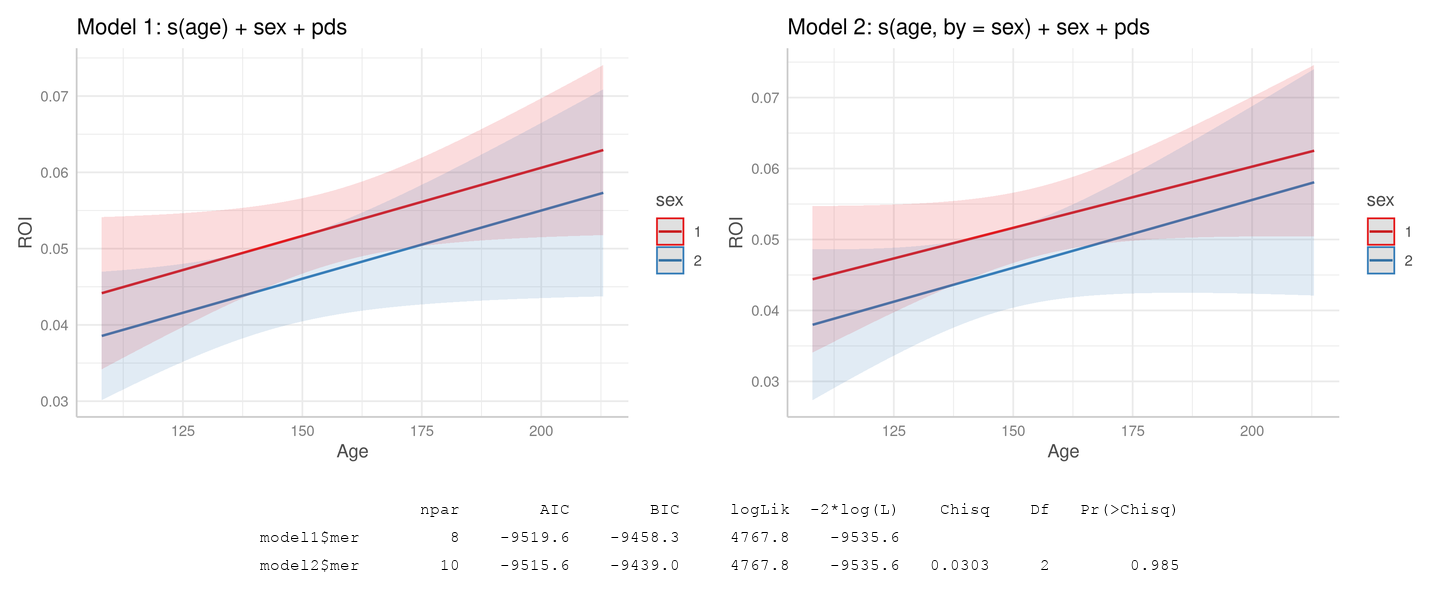 Model 1: s(age) + sex + pds
0.07
0.06
0.05
0.04
0.03
ROI
125 150 175 200
Age
sex
1
2
Model 2: s(age, by = sex) + sex + pds
0.07
0.06
0.05
0.04
0.03
ROI
125 150 175 200
Age
sex
1
2
npar AIC BIC logLik -2*log(L) Chisq Df Pr(>Chisq)
model1$mer 8 -9519.6 -9458.3 4767.8 -9535.6
model2$mer 10 -9515.6 -9439.0 4767.8 -9535.6 0.0303 2 0.985